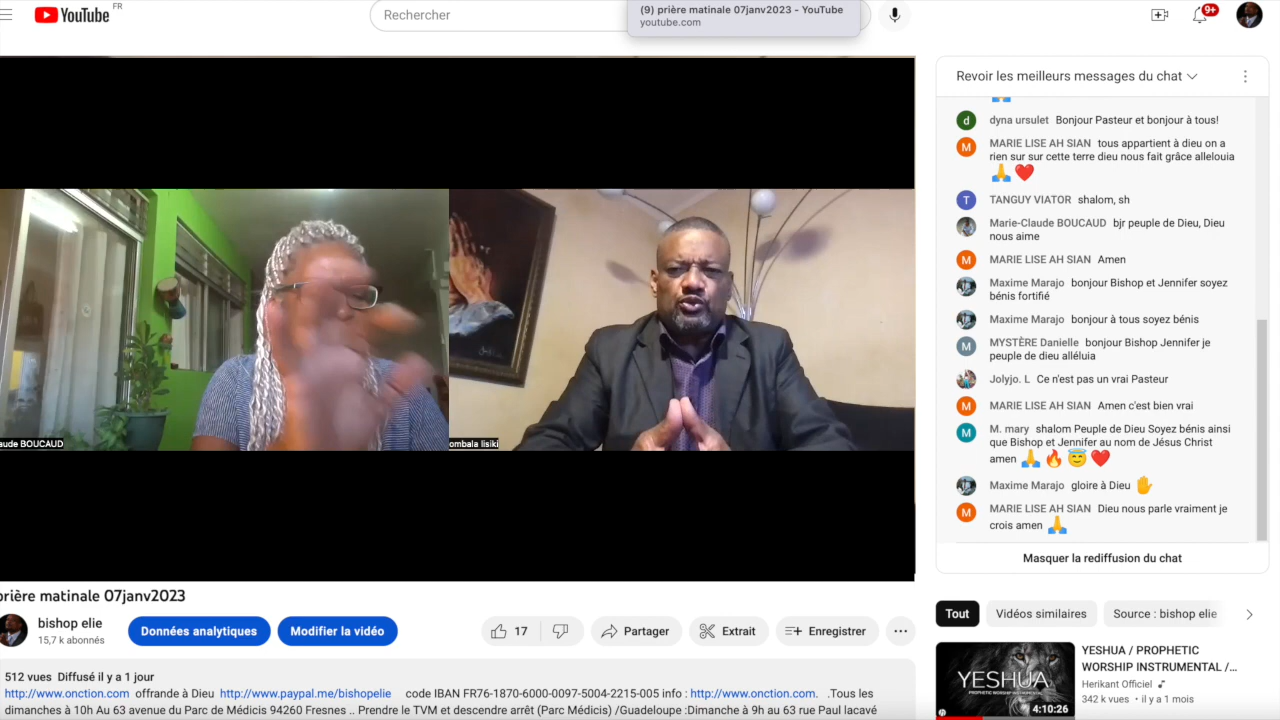 YouTube FR
Rechercher
(9) prière matinale 07janv2023 - YouTube
youtube.com
9+
Revoir les meilleurs messages du chat
dyna ursulet Bonjour Pasteur et bonjour à tous!
MARIE LISE AH SIAN tous appartient à dieu on a
rien sur sur cette terre dieu nous fait grâce allelouia
TANGUY VIATOR shalom, sh
Marie-Claude BOUCAUD bjr peuple de Dieu, Dieu
nous aime
MARIE LISE AH SIAN Amen
Maxime Marajo bonjour Bishop et Jennifer soyez
bénis fortifié
Maxime Marajo bonjour à tous soyez bénis
MYSTÈRE Danielle bonjour Bishop Jennifer je
peuple de dieu alléluia
Jolyjo. L Ce n'est pas un vrai Pasteur
MARIE LISE AH SIAN Amen c'est bien vrai
M. mary shalom Peuple de Dieu Soyez bénis ainsi
que Bishop et Jennifer au nom de Jésus Christ
amen
Maxime Marajo gloire à Dieu
MARIE LISE AH SIAN Dieu nous parle vraiment je
crois amen
Masquer la rediffusion du chat
aude BOUCAUD
ombala lisiki
prière matinale 07janv2023
bishop elie
15,7 k abonnés
Données analytiques
Modifier la vidéo
17
Partager
Extrait
Enregistrer
512 vues Diffusé il y a 1 jour
http://www.onction.com offrande à Dieu http://www.paypal.me/bishopelie code IBAN FR76-1870-6000-0097-5004-2215-005 info : http://www.onction.com. .Tous les
dimanches à 10h Au 63 avenue du Parc de Médicis 94260 Fresnes Prendre le TVM et descendre arrêt (Parc Médicis) /Guadeloupe :Dimanche à 9h au 63 rue Paul lacavé
Tout
Vidéos similaires
Source : bishop elie
YESHUA
PROPHETIC WORSHIP INSTRUMENTAL
4:10:26
YESHUA / PROPHETIC
WORSHIP INSTRUMENTAL /…
Herikant Officiel
342 k vues • il y a 1 mois